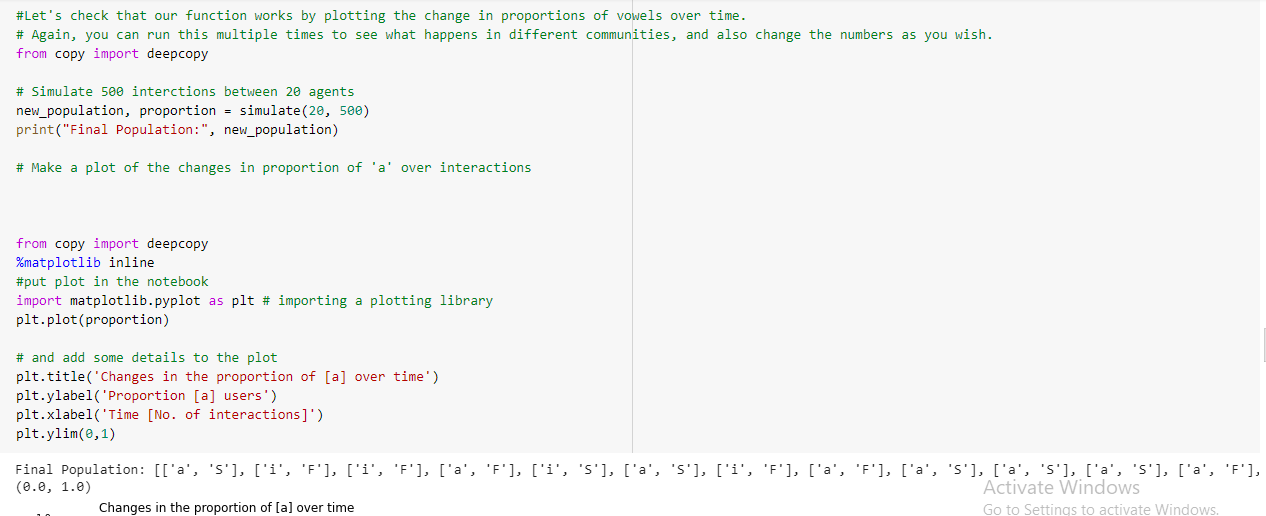 #Let's check that our function works by plotting the change in proportions of vowels over time.
# Again, you can run this multiple times to see what happens in different communities, and also change the numbers as you wish.
from copy import deepcopy
# Simulate 500 interctions between 20 agents
new_population, proportion = simulate(20, 500)
print("Final Population:", new_population)
# Make a plot of the changes in proportion of 'a' over interactions
from copy import deepcopy
%matplotlib inline
#put plot in the notebook
import matplotlib.pyplot as plt # importing a plotting library
plt.plot(proportion)
# and add some details to the plot
plt.title('Changes in the proportion of [a] over time')
plt.ylabel('Proportion [a] users')
plt.xlabel('Time [No. of interactions]')
plt.ylim(0,1)
Final Population: [['a', 'S'], ['i', 'F'], ['i', 'F'], ['a', 'F'], ['i', 'S'], ['a', 'S'], ['i', 'F'], ['a', 'F'], ['a', 'S'], ['a', 'S'], ['a', 'S'], ['a', 'F'],
(0.0, 1.0)
Activate Windows
Changes in the proportion of [a] over time
Go to Settings to activate Windows.